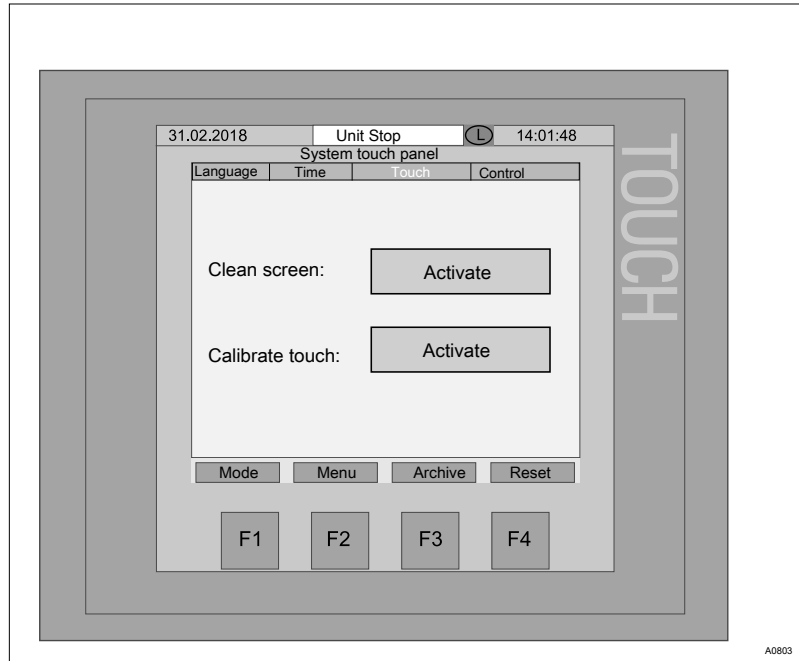 31.02.2018 Unit Stop L 14:01:48
System touch panel
Language Time Touch Control
Clean screen: Activate
Calibrate touch: Activate
Mode Menu Archive Reset
F1 F2 F3 F4
TOUCH
A0803